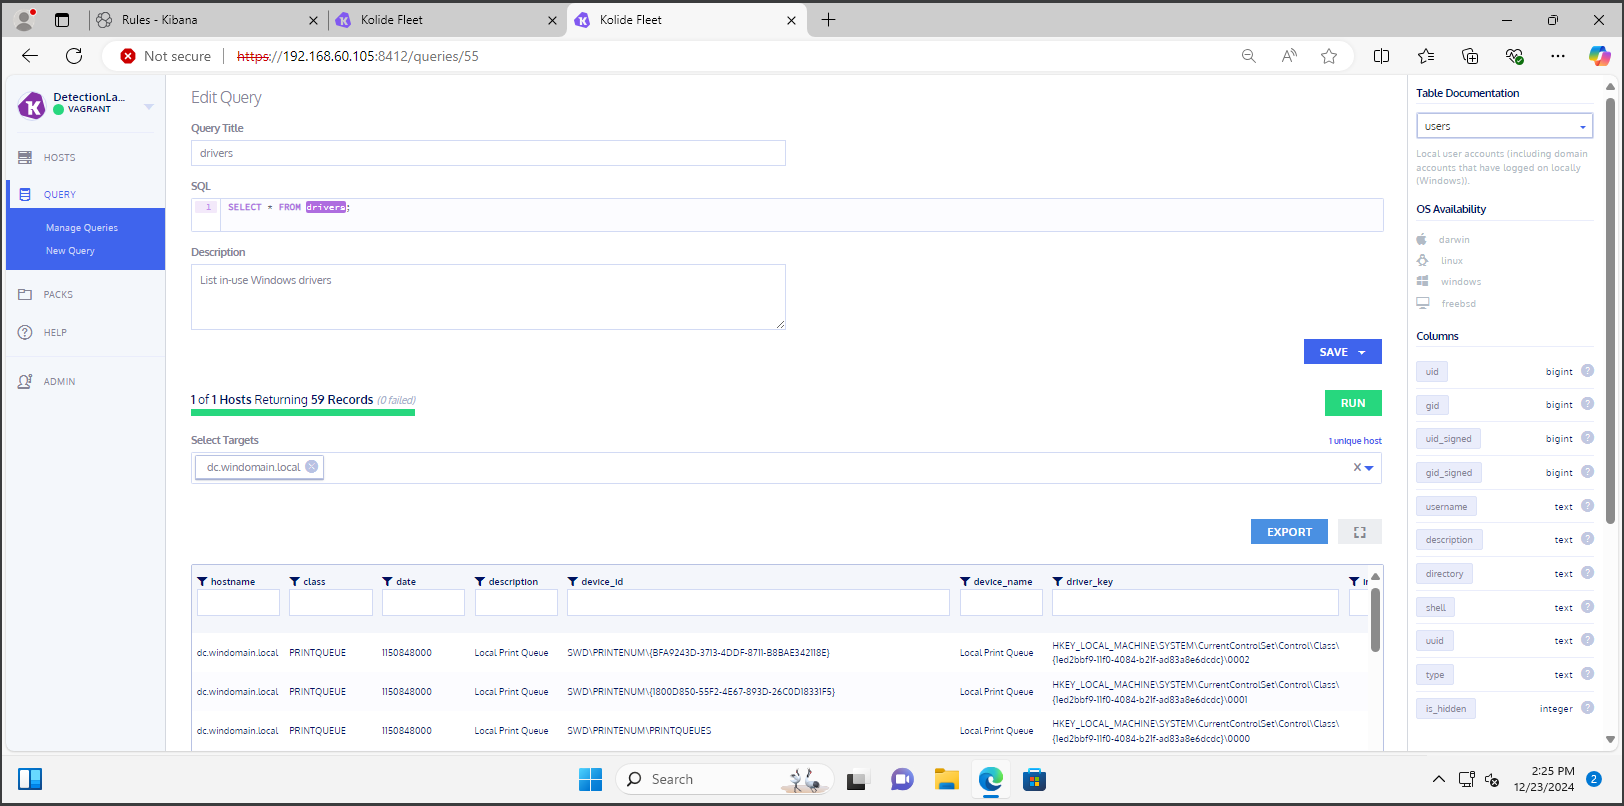 Rules - Kibana
Kolide Fleet
Kolide Fleet
Not secure
https://192.168.60.105:8412/queries/55
DetectionLa...
VAGRANT
HOSTS
QUERY
Manage Queries
New Query
PACKS
HELP
ADMIN
Edit Query
Query Title
drivers
SQL
1 SELECT * FROM drivers;
Description
List in-use Windows drivers
SAVE
1 of 1 Hosts Returning 59 Records (0 failed)
RUN
Select Targets
1 unique host
dc.windomain.local
EXPORT
hostname class date description device_id device_name driver_key
dc.windomain.local PRINTQUEUE 1150848000 Local Print Queue SWD\PRINTENUM\{BFA9243D-3713-4DDF-8711-B8BAE342118E} Local Print Queue HKEY_LOCAL_MACHINE\SYSTEM\CurrentControlSet\Control\Class\
{1ed2bbf9-11f0-4084-b21f-ad83a8e6dcdc}\0002
dc.windomain.local PRINTQUEUE 1150848000 Local Print Queue SWD\PRINTENUM\{1800D850-55F2-4E67-893D-26C0D18331F5} Local Print Queue HKEY_LOCAL_MACHINE\SYSTEM\CurrentControlSet\Control\Class\
{1ed2bbf9-11f0-4084-b21f-ad83a8e6dcdc}\0001
dc.windomain.local PRINTQUEUE 1150848000 Local Print Queue SWD\PRINTENUM\PRINTQUEUES Local Print Queue HKEY_LOCAL_MACHINE\SYSTEM\CurrentControlSet\Control\Class\
{1ed2bbf9-11f0-4084-b21f-ad83a8e6dcdc}\0000
Table Documentation
users
Local user accounts (including domain
accounts that have logged on locally
(Windows)).
OS Availability
darwin
linux
windows
freebsd
Columns
uid bigint ?
gid bigint ?
uid_signed bigint ?
gid_signed bigint ?
username text ?
description text ?
directory text ?
shell text ?
uuid text ?
type text ?
is_hidden integer ?
Search
2:25 PM
12/23/2024
2